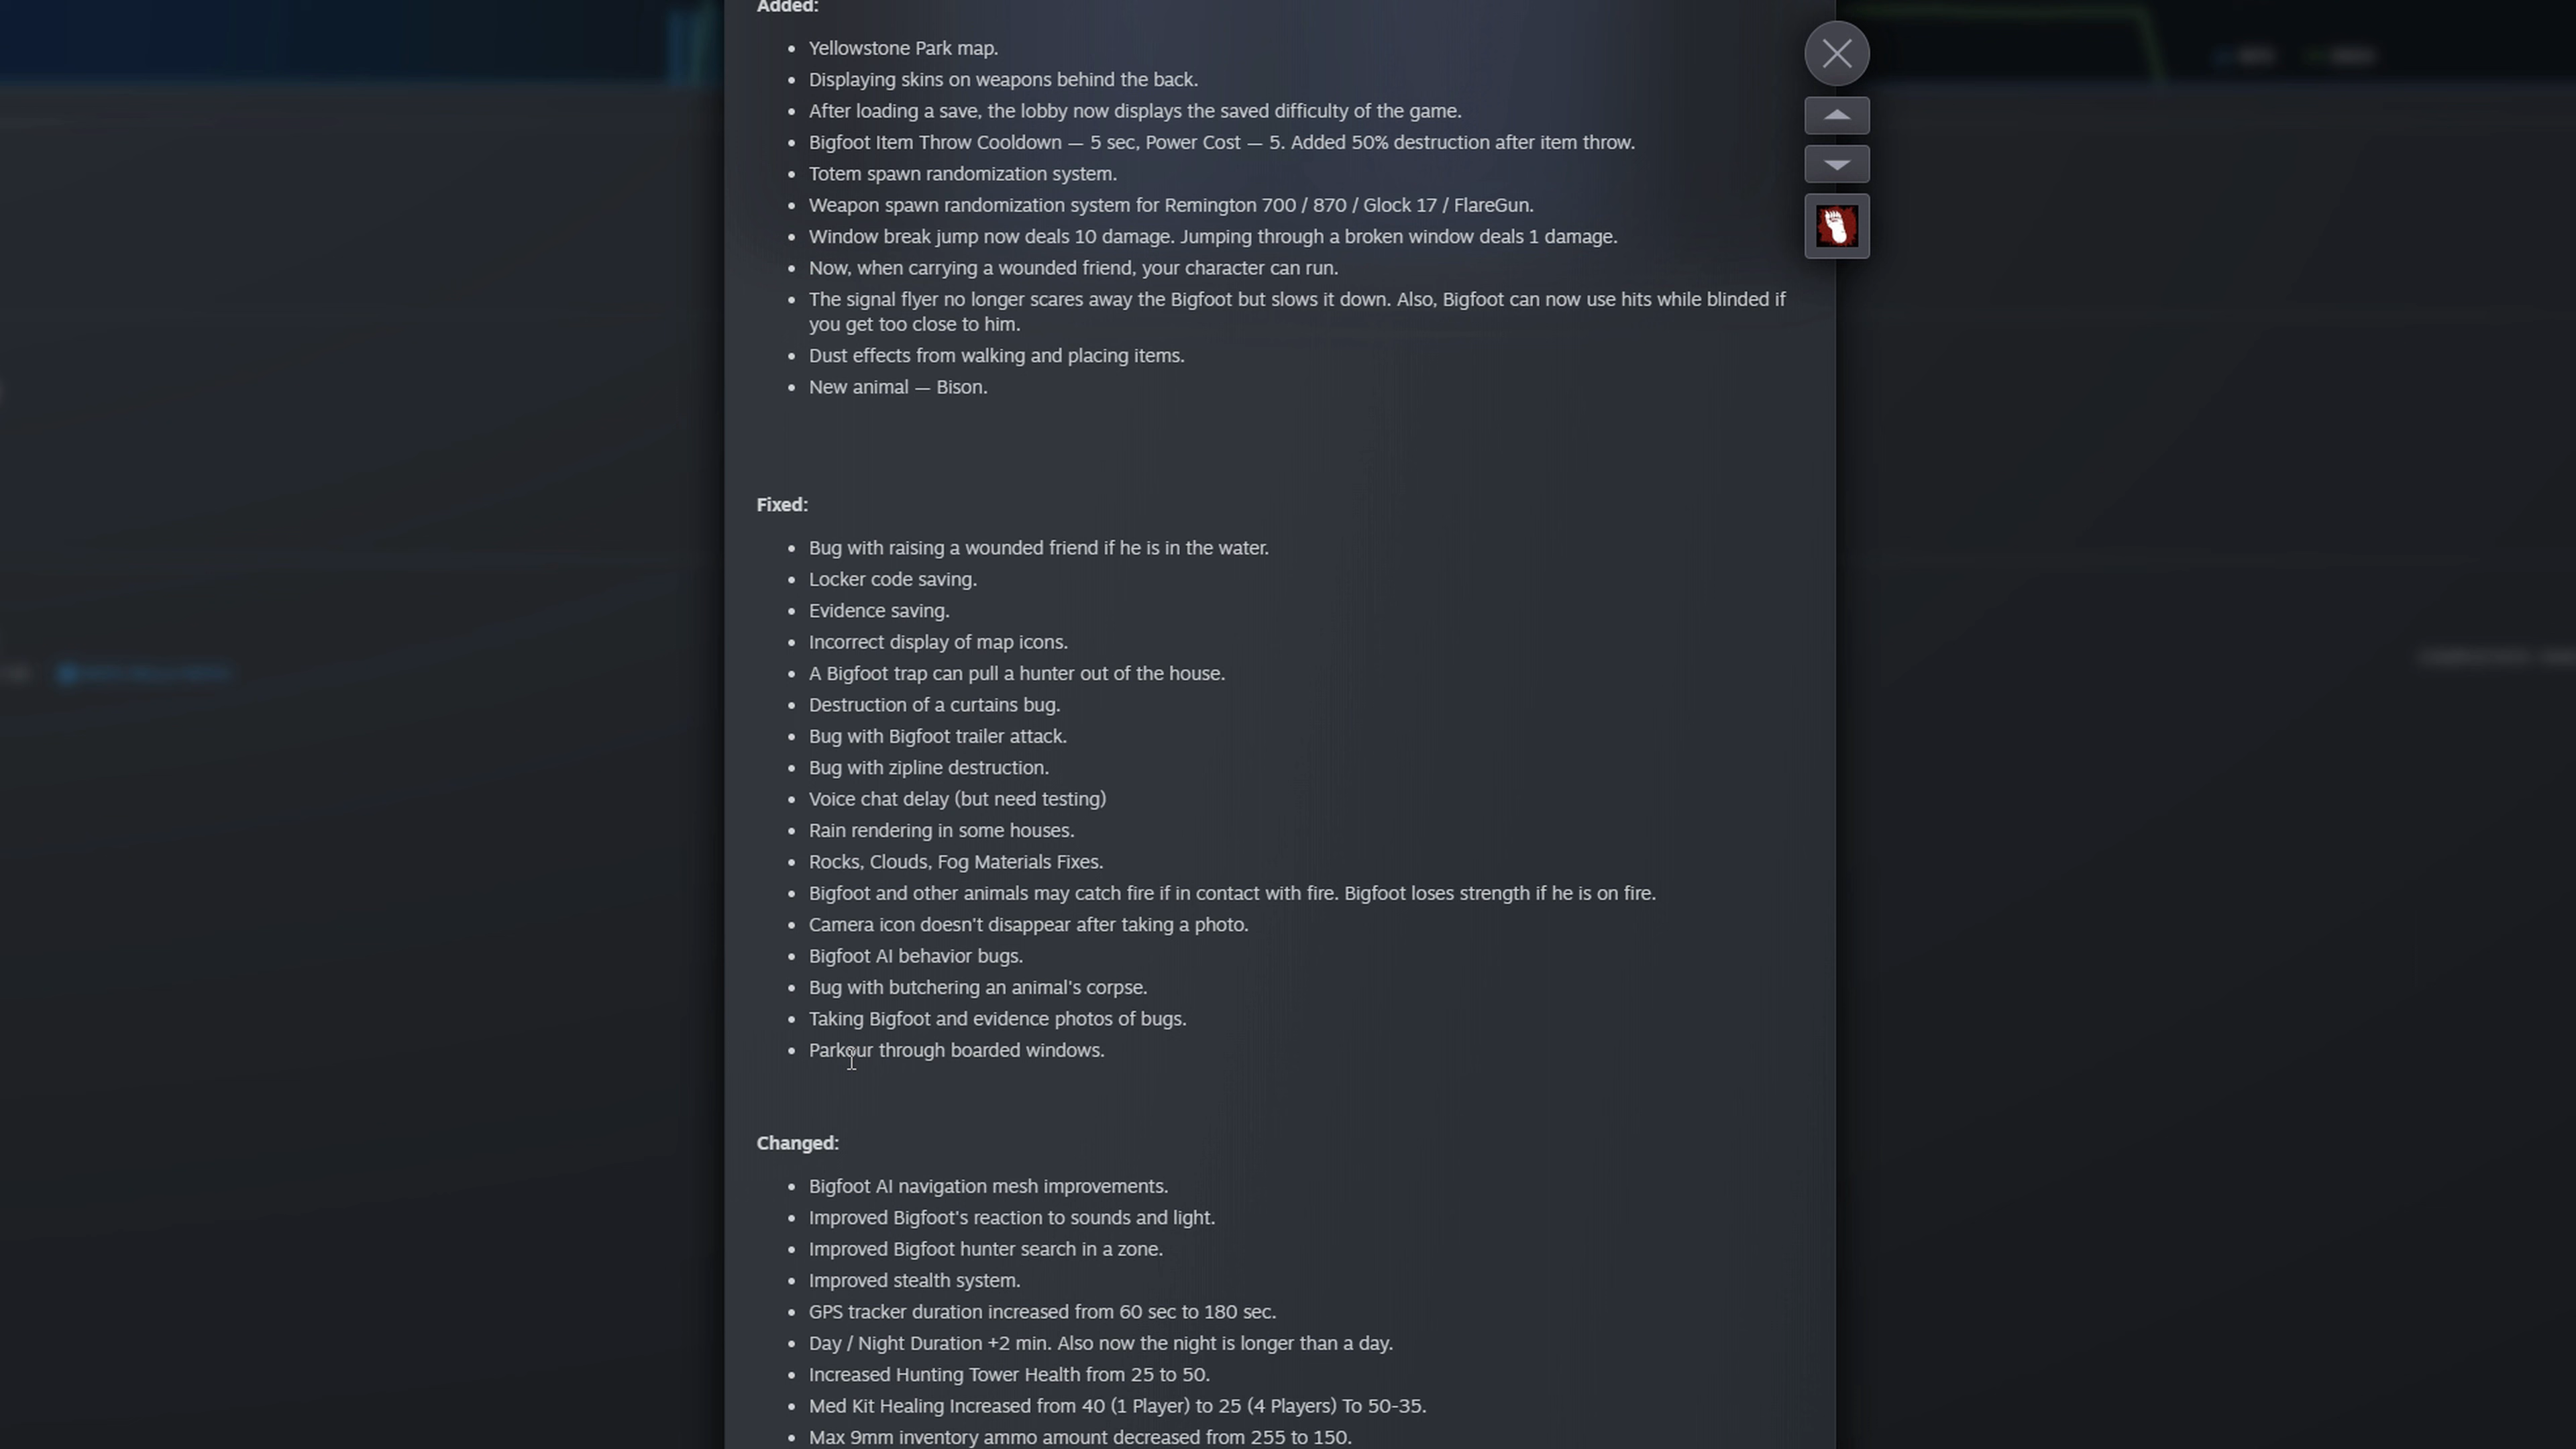 Added:
Yellowstone Park map.
Displaying skins on weapons behind the back.
After loading a save, the lobby now displays the saved difficulty of the game.
Bigfoot Item Throw Cooldown — 5 sec, Power Cost — 5. Added 50% destruction after item throw.
Totem spawn randomization system.
Weapon spawn randomization system for Remington 700 / 870 / Glock 17 / FlareGun.
Window break jump now deals 10 damage. Jumping through a broken window deals 1 damage.
Now, when carrying a wounded friend, your character can run.
The signal flyer no longer scares away the Bigfoot but slows it down. Also, Bigfoot can now use hits while blinded if
you get too close to him.
Dust effects from walking and placing items.
New animal — Bison.
Fixed:
Bug with raising a wounded friend if he is in the water.
Locker code saving.
Evidence saving.
Incorrect display of map icons.
A Bigfoot trap can pull a hunter out of the house.
Destruction of a curtains bug.
Bug with Bigfoot trailer attack.
Bug with zipline destruction.
Voice chat delay (but need testing)
Rain rendering in some houses.
Rocks, Clouds, Fog Materials Fixes.
Bigfoot and other animals may catch fire if in contact with fire. Bigfoot loses strength if he is on fire.
Camera icon doesn't disappear after taking a photo.
Bigfoot AI behavior bugs.
Bug with butchering an animal's corpse.
Taking Bigfoot and evidence photos of bugs.
Parkour through boarded windows.
Changed:
Bigfoot AI navigation mesh improvements.
Improved Bigfoot's reaction to sounds and light.
Improved Bigfoot hunter search in a zone.
Improved stealth system.
GPS tracker duration increased from 60 sec to 180 sec.
Day / Night Duration +2 min. Also now the night is longer than a day.
Increased Hunting Tower Health from 25 to 50.
Med Kit Healing Increased from 40 (1 Player) to 25 (4 Players) To 50-35.
Max 9mm inventory ammo amount decreased from 255 to 150.